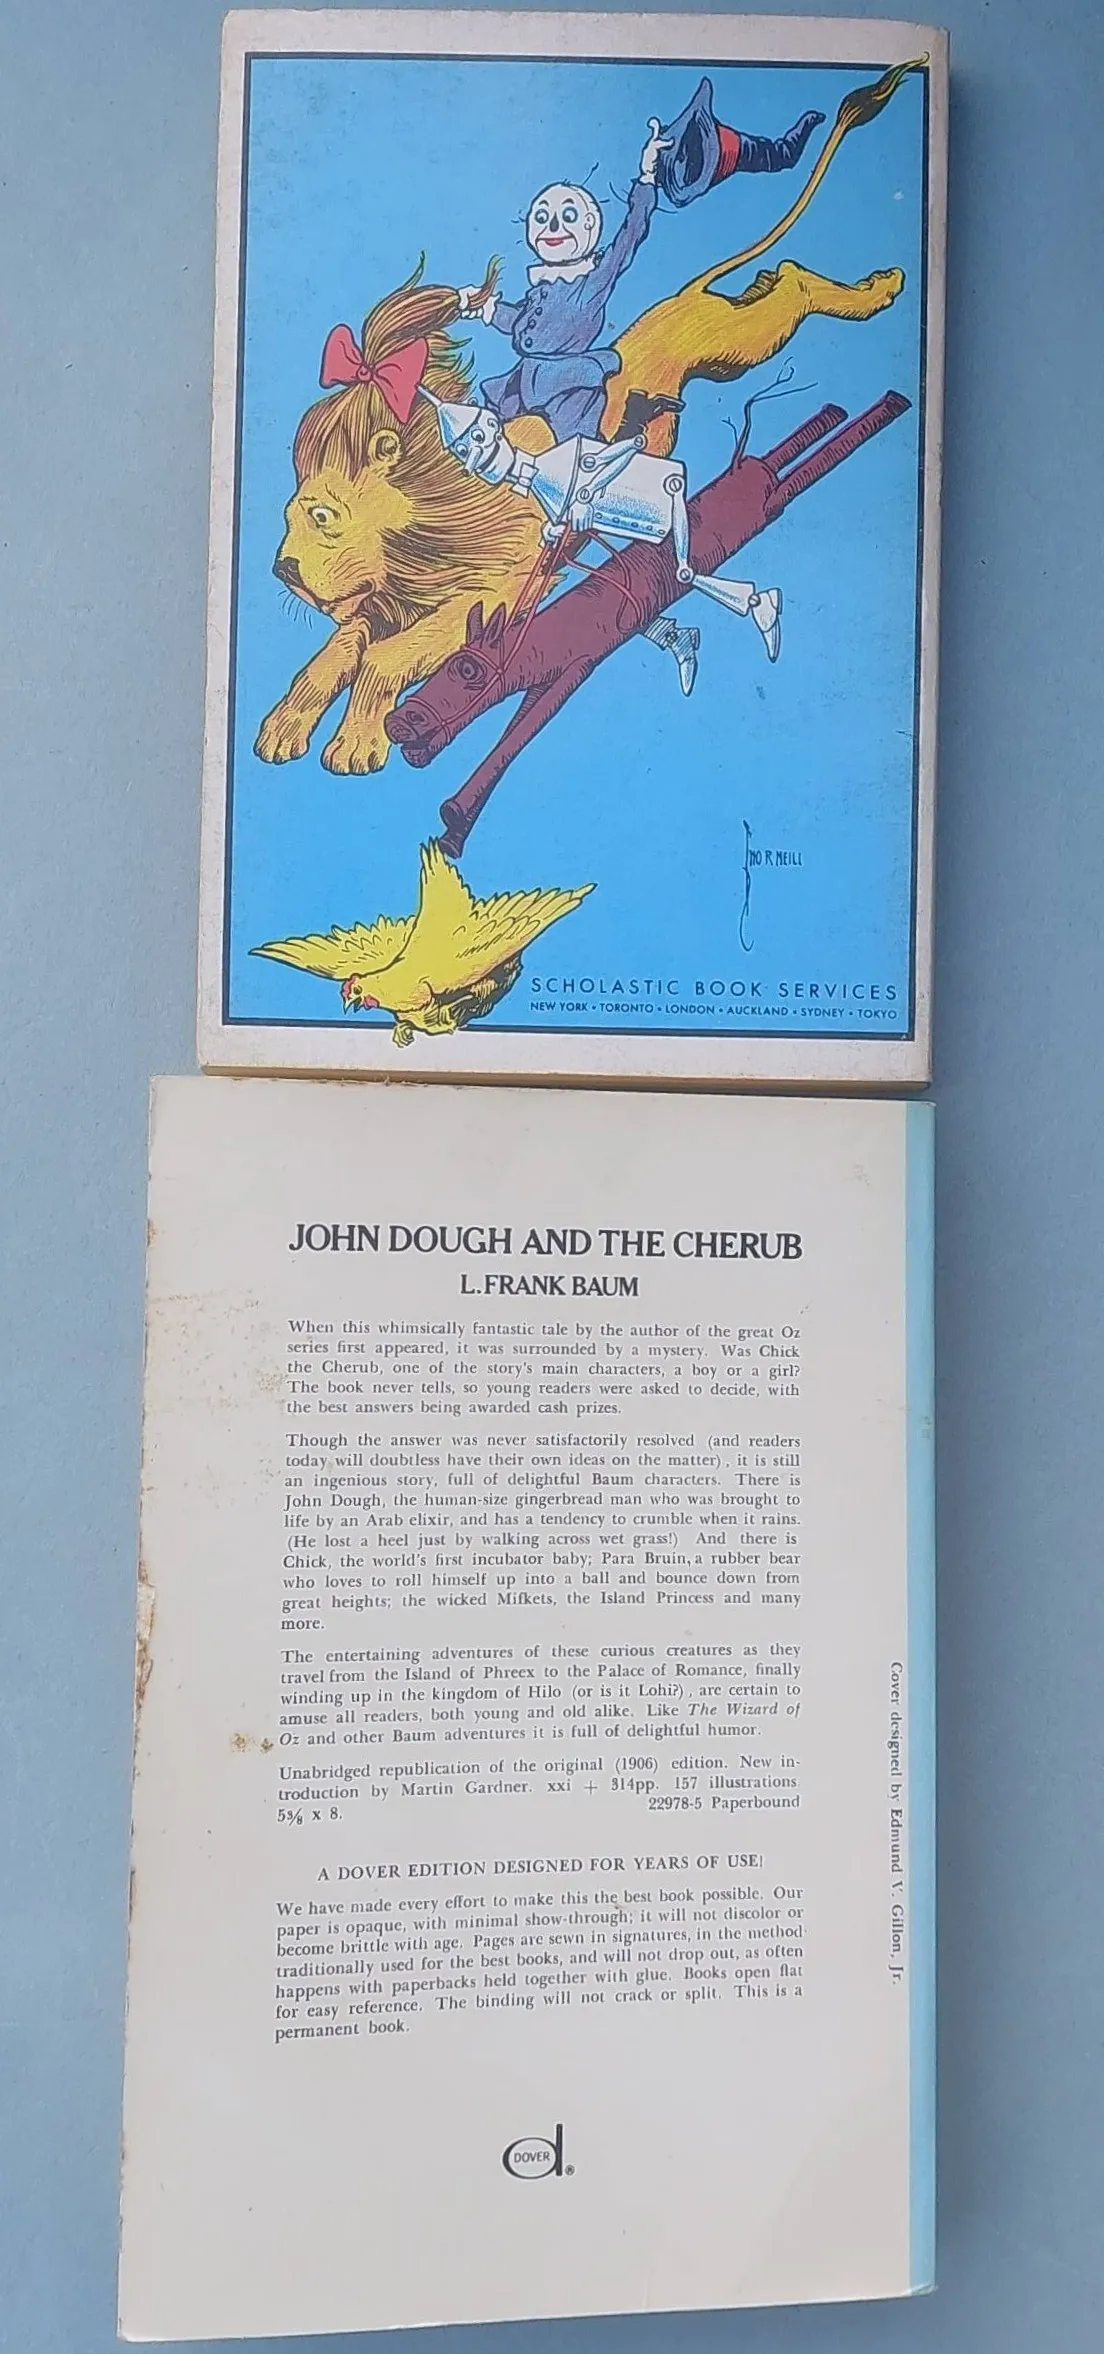 JNO R NEILL
SCHOLASTIC BOOK SERVICES
NEW YORK • TORONTO • LONDON • AUCKLAND • SYDNEY • TOKYO
JOHN DOUGH AND THE CHERUB
L. FRANK BAUM
When this whimsically fantastic tale by the author of the great Oz
series first appeared, it was surrounded by a mystery. Was Chick
the Cherub, one of the story's main characters, a boy or a girl?
The book never tells, so young readers were asked to decide, with
the best answers being awarded cash prizes.
Though the answer was never satisfactorily resolved (and readers
today will doubtless have their own ideas on the matter), it is still
an ingenious story, full of delightful Baum characters. There is
John Dough, the human-size gingerbread man who was brought to
life by an Arab elixir, and has a tendency to crumble when it rains.
(He lost a heel just by walking across wet grass!) And there is
Chick, the world's first incubator baby; Para Bruin, a rubber bear
who loves to roll himself up into a ball and bounce down from
great heights; the wicked Mifkets, the Island Princess and many
more.
The entertaining adventures of these curious creatures as they
travel from the Island of Phreex to the Palace of Romance, finally
winding up in the kingdom of Hilo (or is it Lohi?), are certain to
amuse all readers, both young and old alike. Like The Wizard of
Oz and other Baum adventures it is full of delightful humor.
Unabridged republication of the original (1906) edition. New in-
troduction by Martin Gardner. xxi + 314pp. 157 illustrations.
5⅜ x 8. 22978-5 Paperbound
A DOVER EDITION DESIGNED FOR YEARS OF USE!
We have made every effort to make this the best book possible. Our
paper is opaque, with minimal show-through; it will not discolor or
become brittle with age. Pages are sewn in signatures, in the method
traditionally used for the best books, and will not drop out, as often
happens with paperbacks held together with glue. Books open flat
for easy reference. The binding will not crack or split. This is a
permanent book.
DOVER ®
Cover designed by Edmund V. Gillon, Jr.